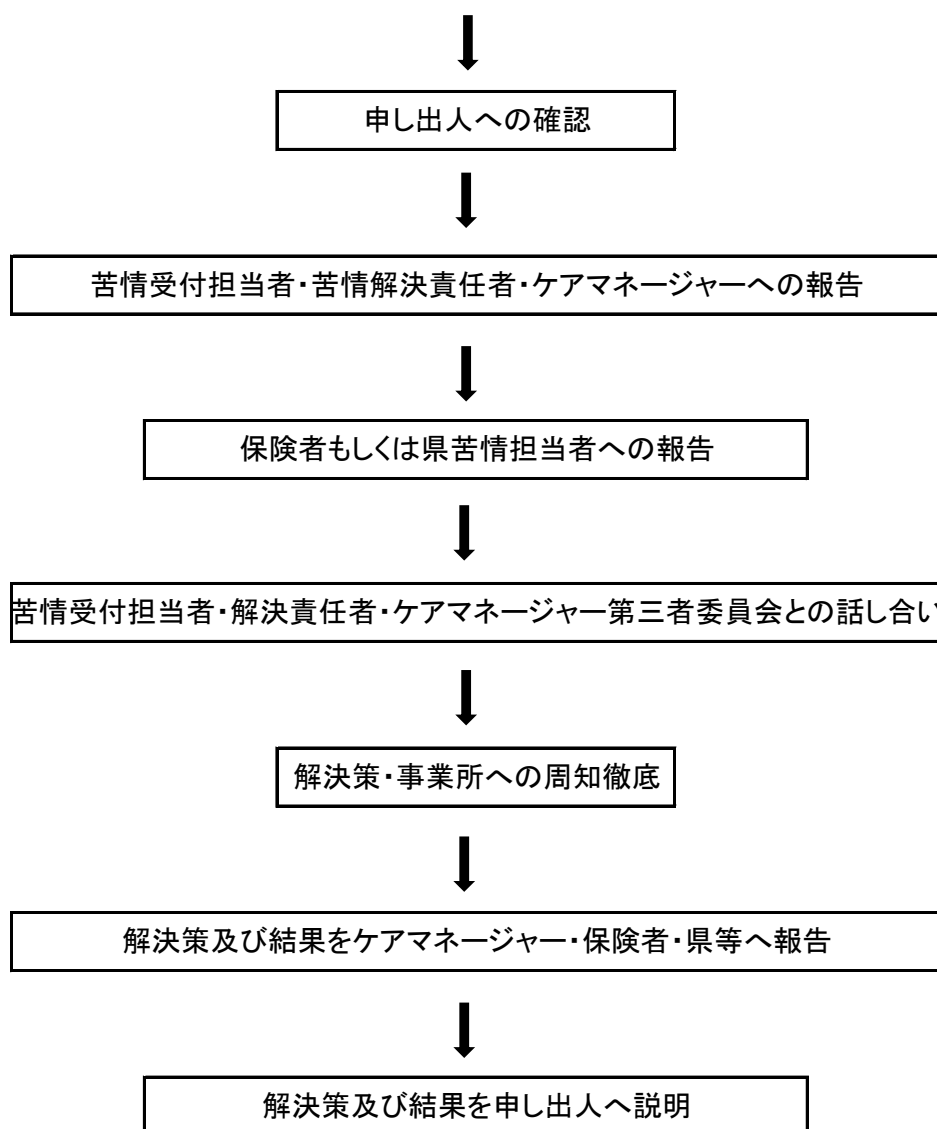 申し出人への確認
苦情受付担当者・苦情解決責任者・ケアマネージャーへの報告
保険者もしくは県苦情担当者への報告
苦情受付担当者・解決責任者・ケアマネージャー第三者委員会との話し合い
解決策・事業所への周知徹底
解決策及び結果をケアマネージャー・保険者・県等へ報告
解決策及び結果を申し出人へ説明